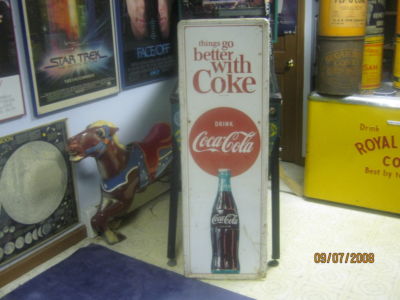 STAR TREK
FACE/OFF
things go
better
with
Coke
DRINK
Coca-Cola
Coca-Cola
Drink
ROYAL
Best by
09/07/2008